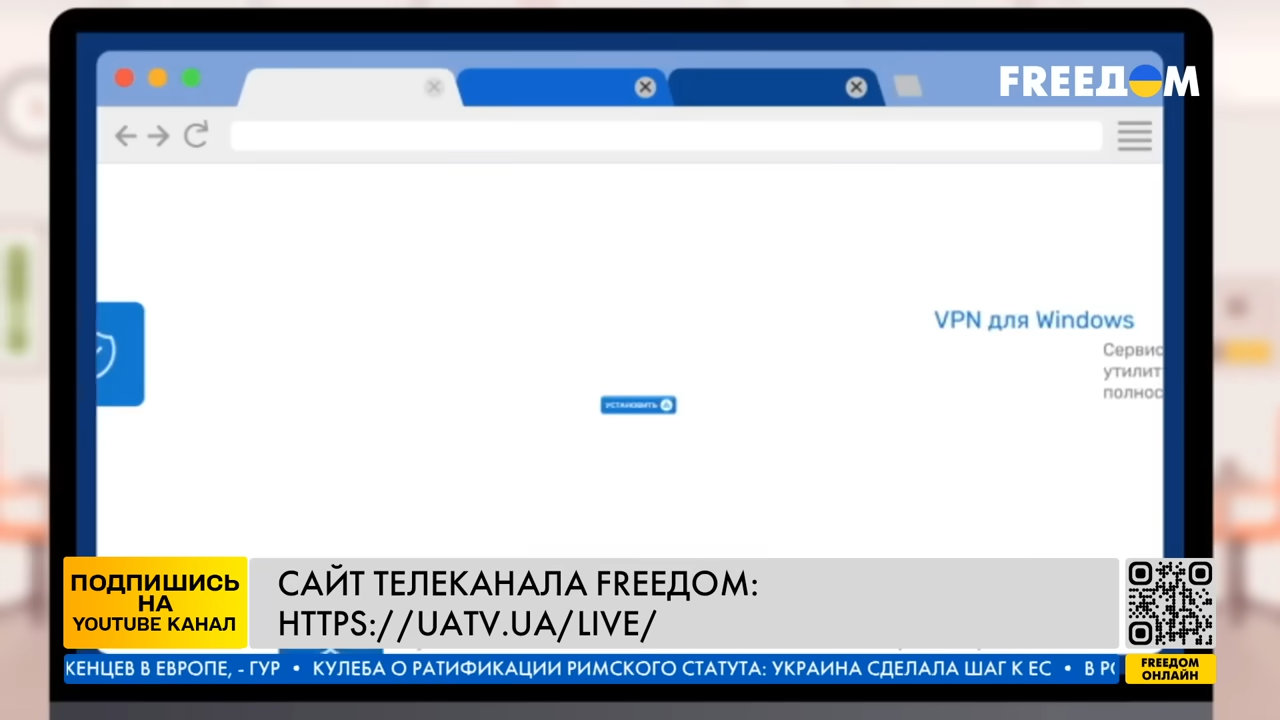 FREEДOM
VPN для Windows
Сервис
утилит
полнос
УСТАНОВИТЬ
ПОДПИШИСЬ
НА
YOUTUBE КАНАЛ
САЙТ ТЕЛЕКАНАЛА FREEДOM:
HTTPS://UATV.UA/LIVE/
КЕНЦЕВ В ЕВРОПЕ, - ГУР • КУЛЕБА О РАТИФИКАЦИИ РИМСКОГО СТАТУТА: УКРАИНА СДЕЛАЛА ШАГ К ЕС • В РО
FREEДOM
ОНЛАЙН